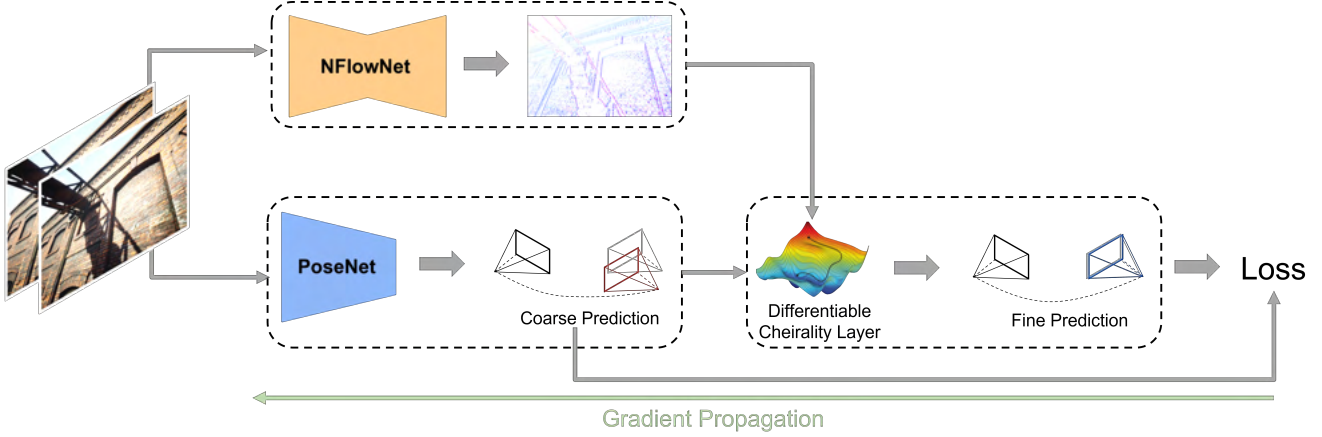 NFlowNet
PoseNet
Coarse Prediction
Differentiable
Cheirality Layer
Fine Prediction
Loss
Gradient Propagation